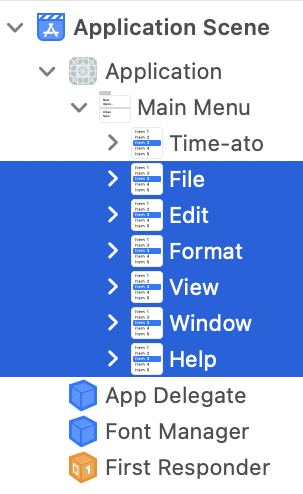 Application Scene
Application
Main Menu
Time-ato
File
Edit
Format
View
Window
Help
App Delegate
Font Manager
First Responder